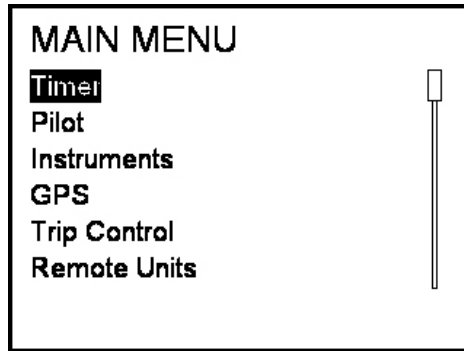 MAIN MENU
Timer
Pilot
Instruments
GPS
Trip Control
Remote Units